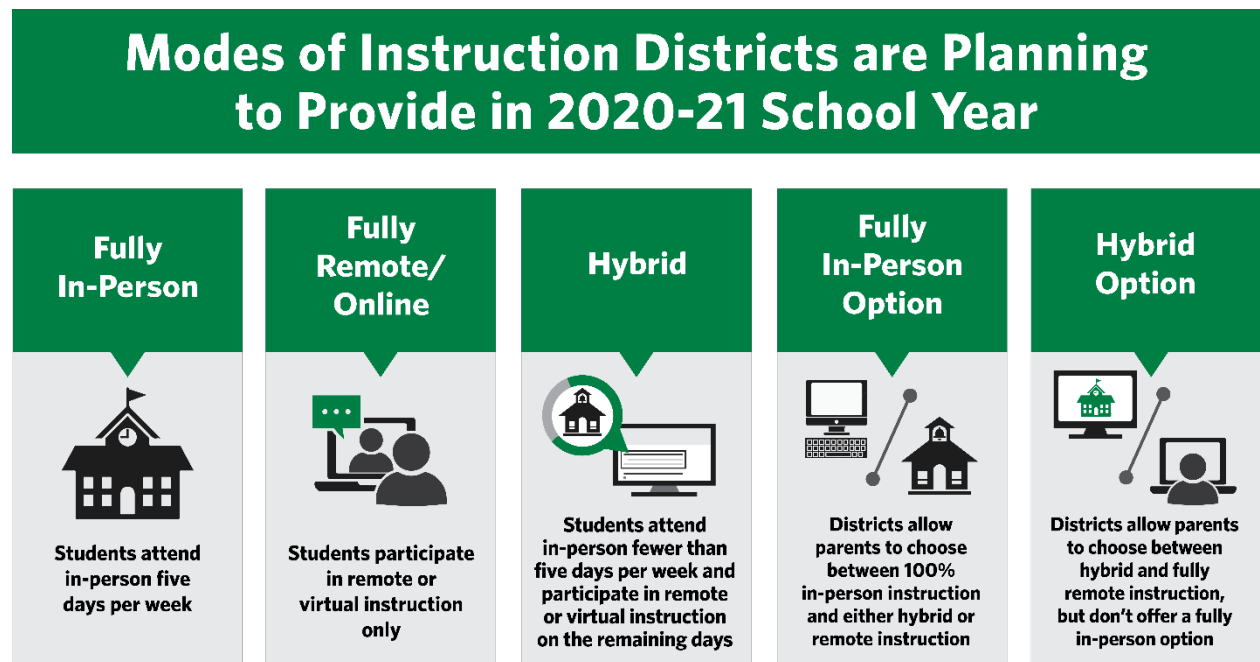 Modes of Instruction Districts are Planning
to Provide in 2020-21 School Year
Fully
In-Person
Students attend
in-person five
days per week
Fully
Remote/
Online
Students participate
in remote or
virtual instruction
only
Hybrid
Students attend
in-person fewer than
five days per week and
participate in remote
or virtual instruction
on the remaining days
Fully
In-Person
Option
Districts allow
parents to choose
between 100%
in-person instruction
and either hybrid or
remote instruction
Hybrid
Option
Districts allow parents
to choose between
hybrid and fully
remote instruction,
but don’t offer a fully
in-person option